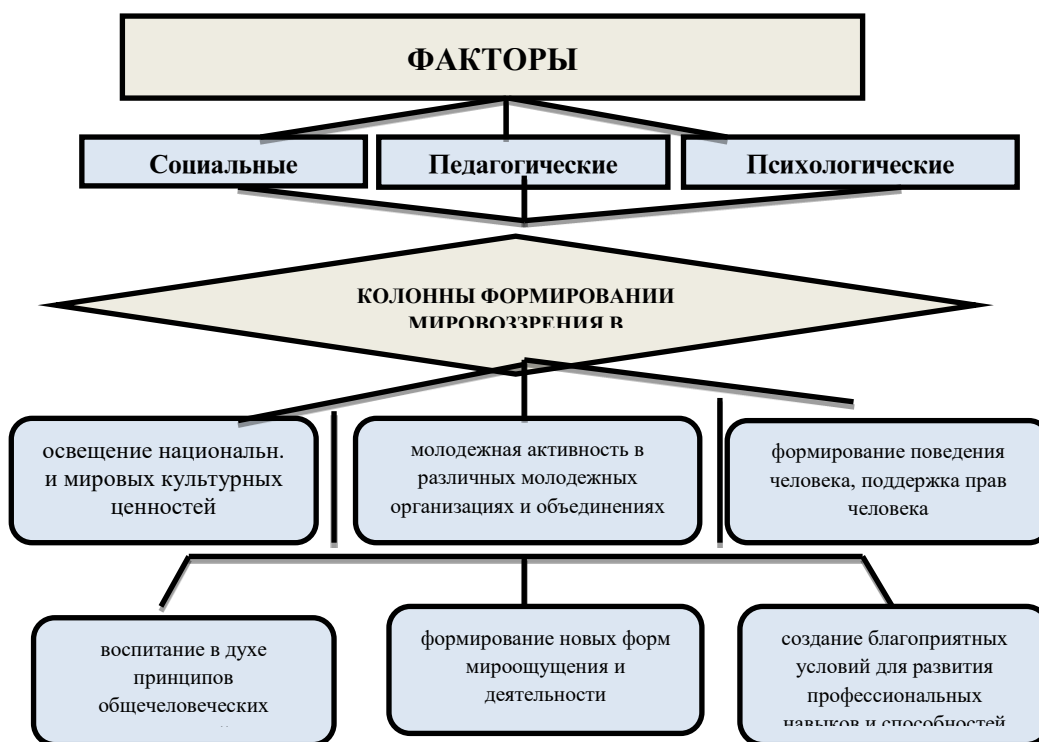 ФАКТОРЫ
Социальные
Педагогические
Психологические
КОЛОННЫ ФОРМИРОВАНИИ
МИРОВОЗЗРЕНИЯ В
освещение национальн.
и мировых культурных
ценностей
молодежная активность в
различных молодежных
организациях и объединениях
формирование поведения
человека, поддержка прав
человека
воспитание в духе
принципов
общечеловеческих
формирование новых форм
мироощущения и
деятельности
создание благоприятных
условий для развития
профессиональных
навыков и способностей